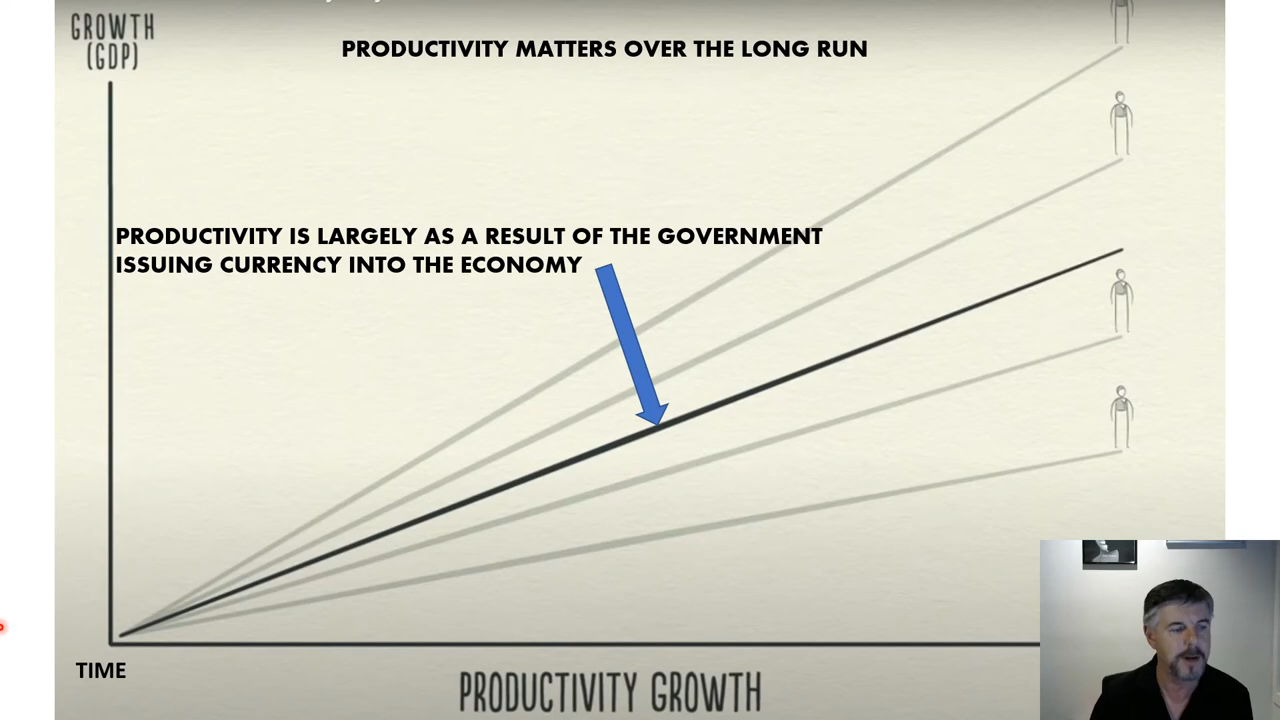 GROWTH
(GDP)
PRODUCTIVITY MATTERS OVER THE LONG RUN
PRODUCTIVITY IS LARGELY AS A RESULT OF THE GOVERNMENT
ISSUING CURRENCY INTO THE ECONOMY
TIME
PRODUCTIVITY GROWTH